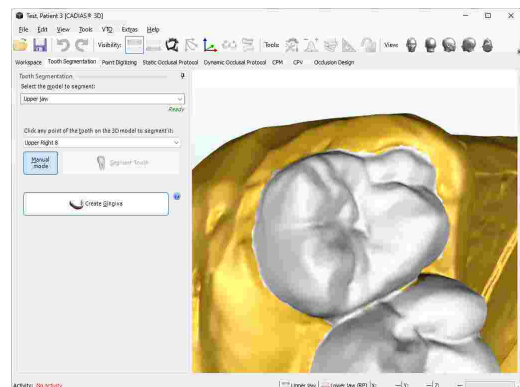 Test, Patient 3 [CADIAS® 3D]
File Edit View Tools VTO Extras Help
Visibility: Tools: View:
Workspace Tooth Segmentation Point Digitizing Static Occlusal Protocol Dynamic Occlusal Protocol CPM CPV Occlusion Design
Tooth Segmentation
Select the model to segment:
Upper Jaw
Ready
Click any point of the tooth on the 3D model to segment it:
Upper Right 8
Manual mode
Segment Tooth
Create Gingiva
Activity: No activity
Upper Jaw Lower Jaw (RP) X: — Y: — Z: —